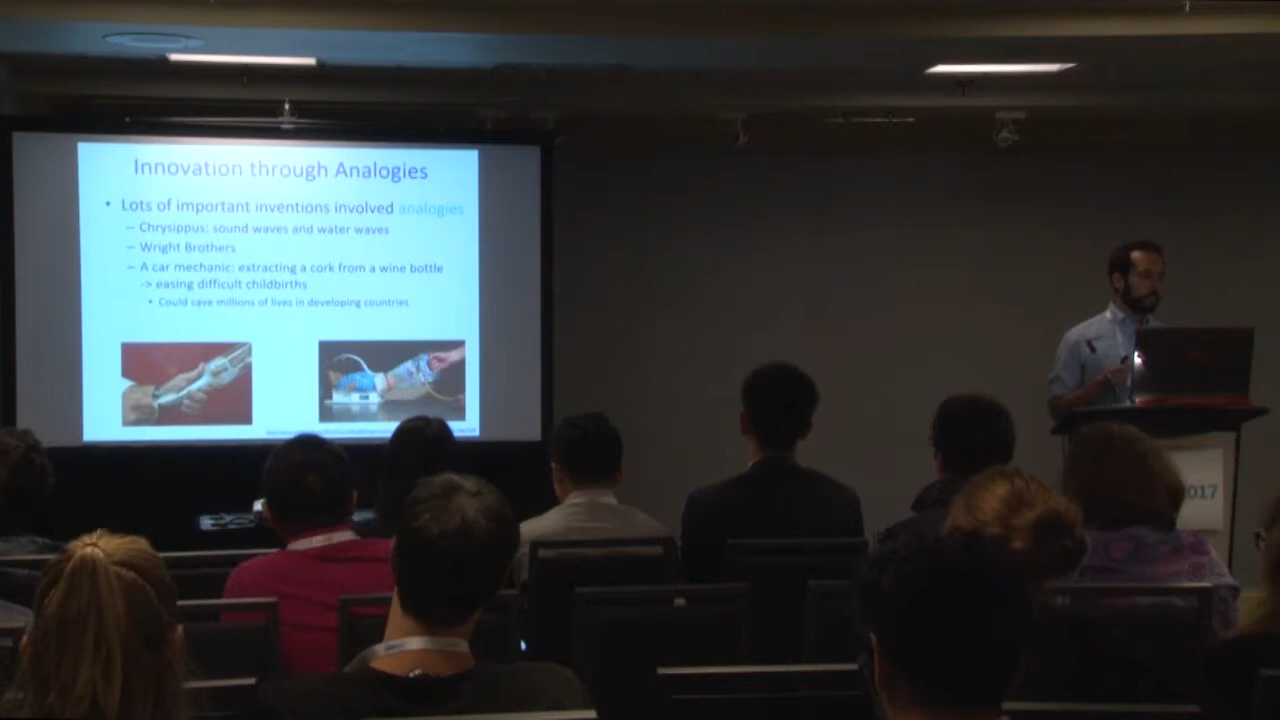 Innovation through Analogies
• Lots of important inventions involved analogies
– Chrysippus: sound waves and water waves
– Wright Brothers
– A car mechanic: extracting a cork from a wine bottle
-> easing difficult childbirths
• Could save millions of lives in developing countries
017